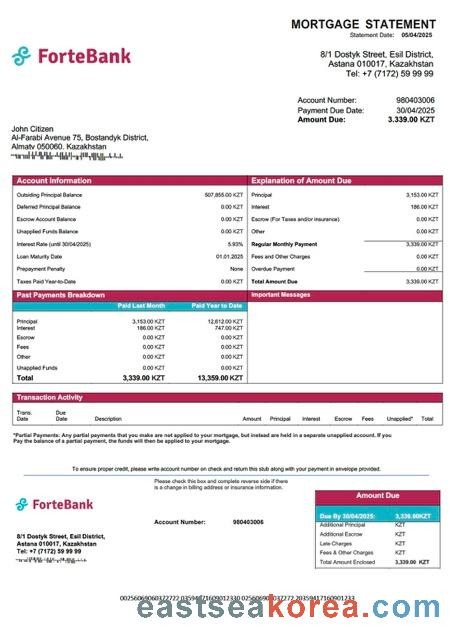 MORTGAGE STATEMENT
Statement Date: 05/04/2025
ForteBank
8/1 Dostyk Street, Esil District,
Astana 010017, Kazakhstan
Tel: +7 (7172) 59 99 99
Account Number: 980403006
Payment Due Date: 30/04/2025
Amount Due: 3.339.00 KZT
John Citizen
Al-Farabi Avenue 75, Bostandyk District,
Almaty 050060. Kazakhstan
Account Information
Outsiding Principal Balance 507,855.00 KZT
Deferred Principal Balance 0.00 KZT
Escrow Account Balance 0.00 KZT
Unapplied Funds Balance 0.00 KZT
Interest Rate (until 30/04/2025) 5.93%
Loan Maturity Date 01.01.2025
Prepayment Penalty None
Taxes Paid Year-to-Date 0.00 KZT
Explanation of Amount Due
Principal 3,153.00 KZT
Interest 186.00 KZT
Escrow (For Taxes and/or insurance) 0.00 KZT
Other 0.00 KZT
Regular Monthly Payment 3,339.00 KZT
Fees and Other Charges 0.00 KZT
Overdue Payment 0.00 KZT
Total Amount Due 3,339.00 KZT
Past Payments Breakdown
Paid Last Month Paid Year to Date
Principal 3,153.00 KZT 12,612.00 KZT
Interest 186.00 KZT 747.00 KZT
Escrow 0.00 KZT 0.00 KZT
Fees 0.00 KZT 0.00 KZT
Other 0.00 KZT 0.00 KZT
Unapplied Funds 0.00 KZT 0.00 KZT
Total 3,339.00 KZT 13,359.00 KZT
Important Messages
Transaction Activity
Trans. Date Due Date Description Amount Principal Interest Escrow Fees Unapplied* Total
*Partial Payments: Any partial payments that you make are not applied to your mortgage, but instead are held in a separate unapplied account. If you
Pay the balance of a partial payment, the funds will then be applied to your mortgage.
To ensure proper credit, please write account number on check and return this stub along with your payment in envelope provided.
Please check this box and complete reverse side if there
is a change in billing address or insurance information.
ForteBank
Account Number: 980403006
8/1 Dostyk Street, Esil District,
Astana 010017, Kazakhstan
Tel: +7 (7172) 59 99 99
Amount Due
Due By 30/04/2025: 3,339.00KZT
Additional Principal KZT
Additional Escrow KZT
Late-Charges KZT
Fees & Other Charges KZT
Total Amount Enclosed 3,339.00 KZT
eastseakorea.com